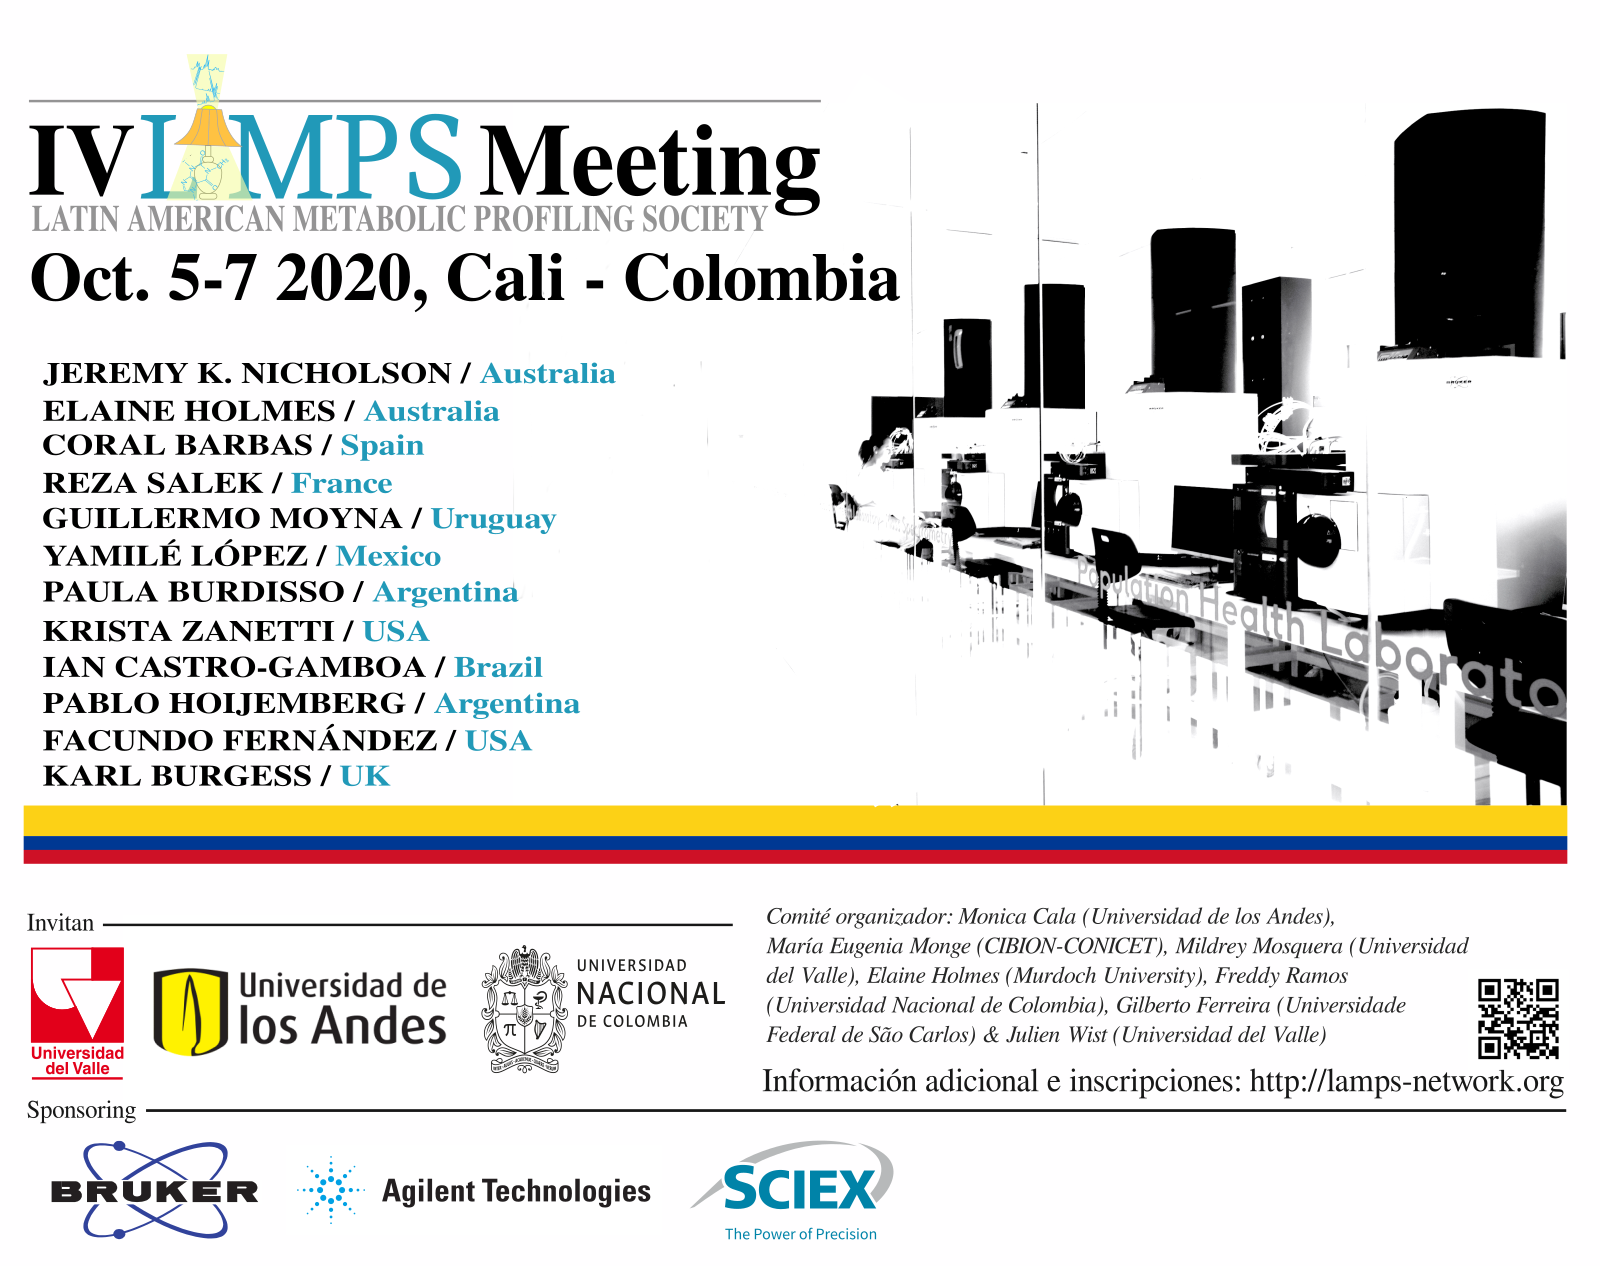 IV LAMPS Meeting
LATIN AMERICAN METABOLIC PROFILING SOCIETY
Oct. 5-7 2020, Cali - Colombia
JEREMY K. NICHOLSON / Australia
ELAINE HOLMES / Australia
CORAL BARBAS / Spain
REZA SALEK / France
GUILLERMO MOYNA / Uruguay
YAMILÉ LÓPEZ / Mexico
PAULA BURDISSO / Argentina
KRISTA ZANETTI / USA
IAN CASTRO-GAMBOA / Brazil
PABLO HOIJEMBERG / Argentina
FACUNDO FERNÁNDEZ / USA
KARL BURGESS / UK
BRUKER
Population Health Laborato
Invitan
Universidad
del Valle
Universidad de
los Andes
UNIVERSIDAD
NACIONAL
DE COLOMBIA
Comité organizador: Monica Cala (Universidad de los Andes),
María Eugenia Monge (CIBION-CONICET), Mildrey Mosquera (Universidad
del Valle), Elaine Holmes (Murdoch University), Freddy Ramos
(Universidad Nacional de Colombia), Gilberto Ferreira (Universidade
Federal de São Carlos) & Julien Wist (Universidad del Valle)
Información adicional e inscripciones: http://lamps-network.org
Sponsoring
BRUKER
Agilent Technologies
SCIEX
The Power of Precision